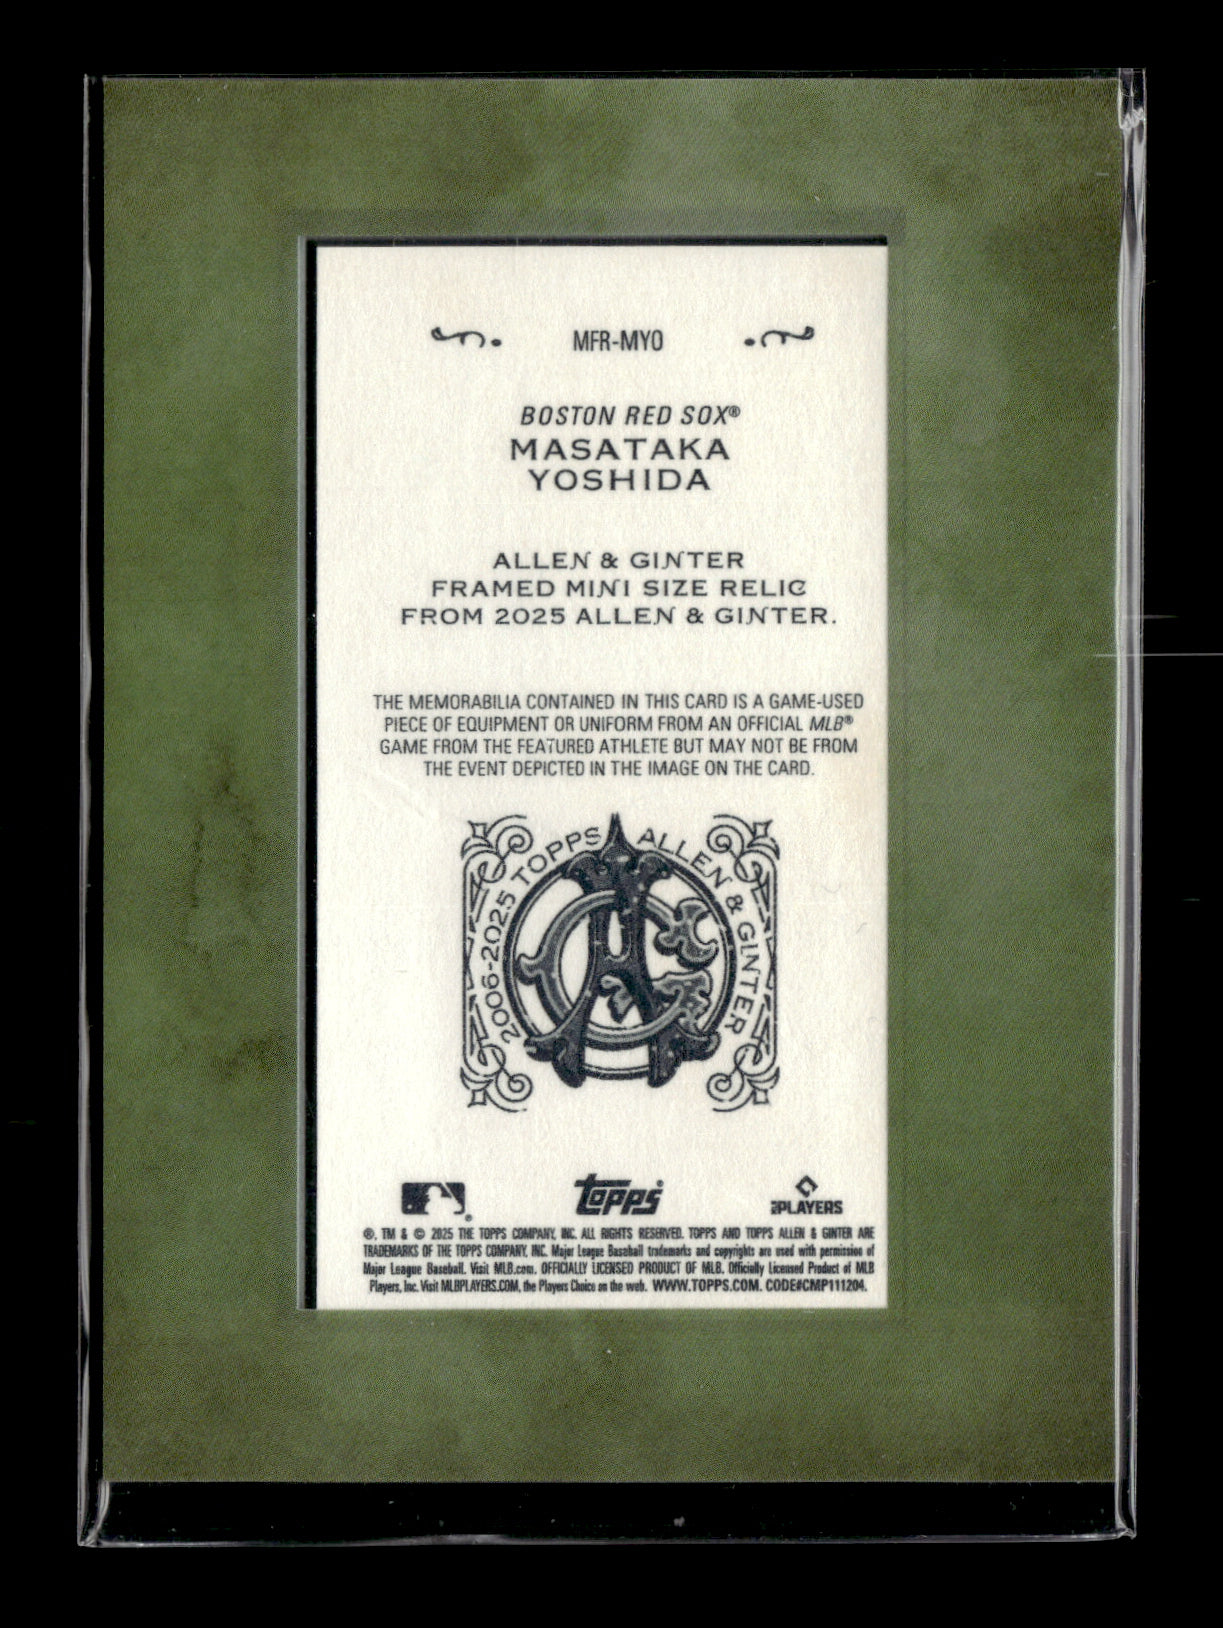 MFR-MYO
BOSTON RED SOX®
MASATAKA
YOSHIDA
ALLEN & GINTER
FRAMED MINI SIZE RELIC
FROM 2025 ALLEN & GINTER.
THE MEMORABILIA CONTAINED IN THIS CARD IS A GAME-USED
PIECE OF EQUIPMENT OR UNIFORM FROM AN OFFICIAL MLB®
GAME FROM THE FEATURED ATHLETE BUT MAY NOT BE FROM
THE EVENT DEPICTED IN THE IMAGE ON THE CARD.
2006-2025 TOPPS ALLEN & GINTER
AG
® topps PLAYERS
®, TM & © 2025 THE TOPPS COMPANY, INC. ALL RIGHTS RESERVED. TOPPS AND TOPPS ALLEN & GINTER ARE
TRADEMARKS OF THE TOPPS COMPANY, INC. Major League Baseball trademarks and copyrights are used with permission of
Major League Baseball. Visit MLB.com. OFFICIALLY LICENSED PRODUCT OF MLB. Officially Licensed Product of MLB
Players, Inc. Visit MLBPLAYERS.COM, the Players Choice on the web. WWW.TOPPS.COM. CODE#CMP111204.